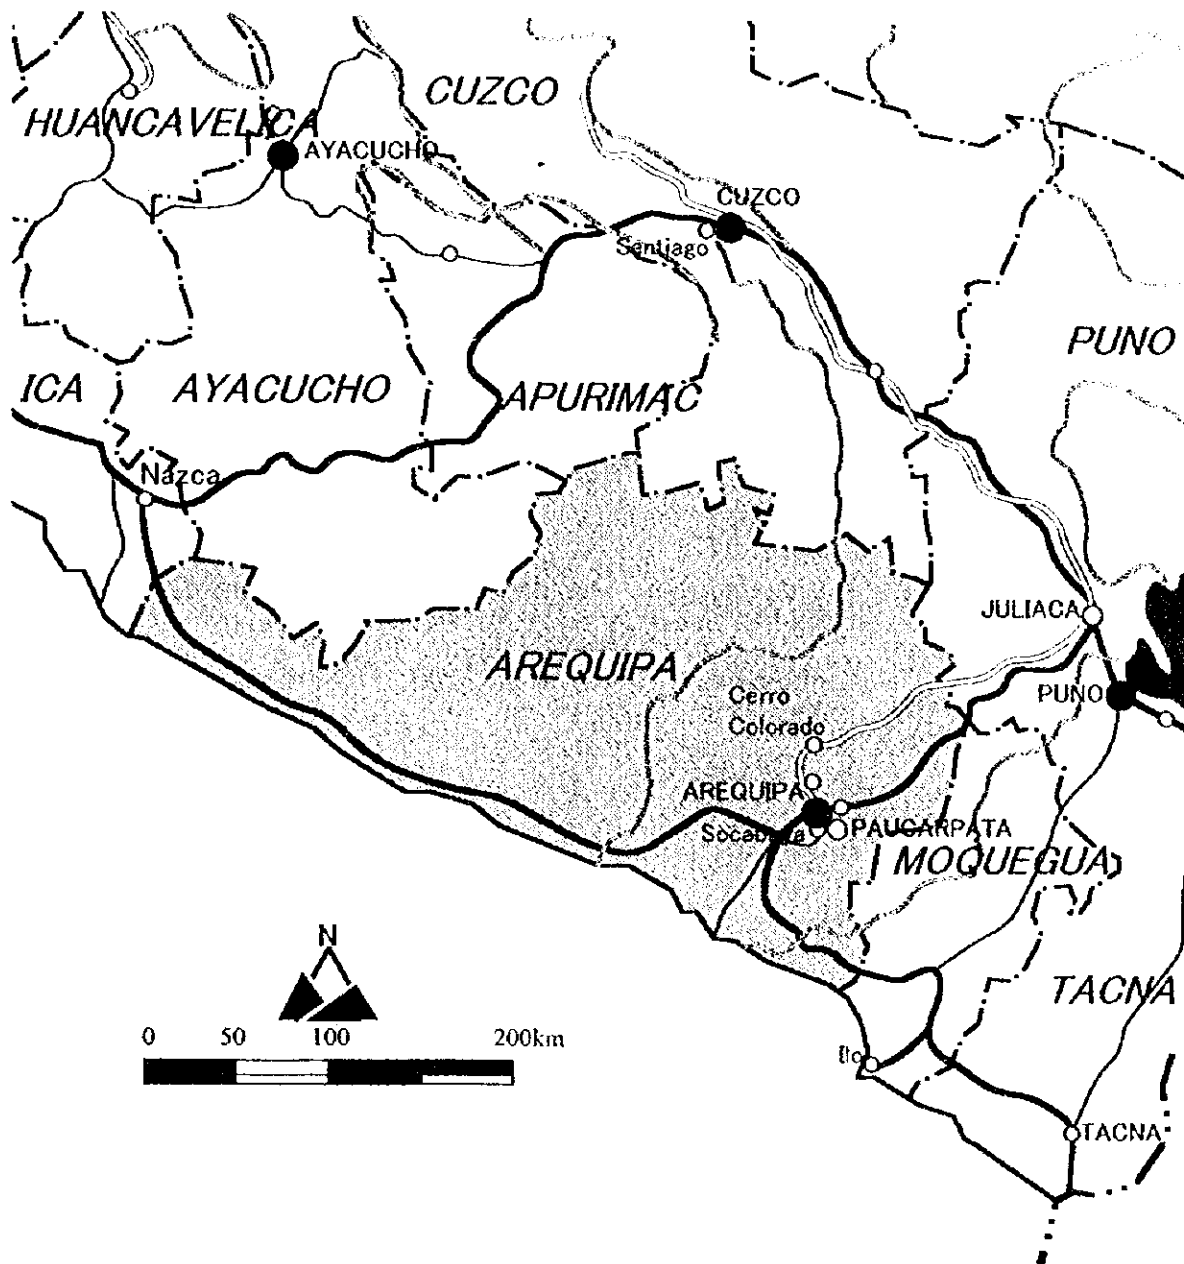 CUZCO
HUANCAVELICA
AYACUCHO
CUZCO
Santiago
PUNO
ICA
AYACUCHO
APURIMAC
Nazca
JULIACA
AREQUIPA
PUNO
Cerro
Colorado
AREQUIPA
Socabaya
PAUCARPATA
MOQUEGUA
N
TACNA
0 50 100 200km
Ilo
TACNA